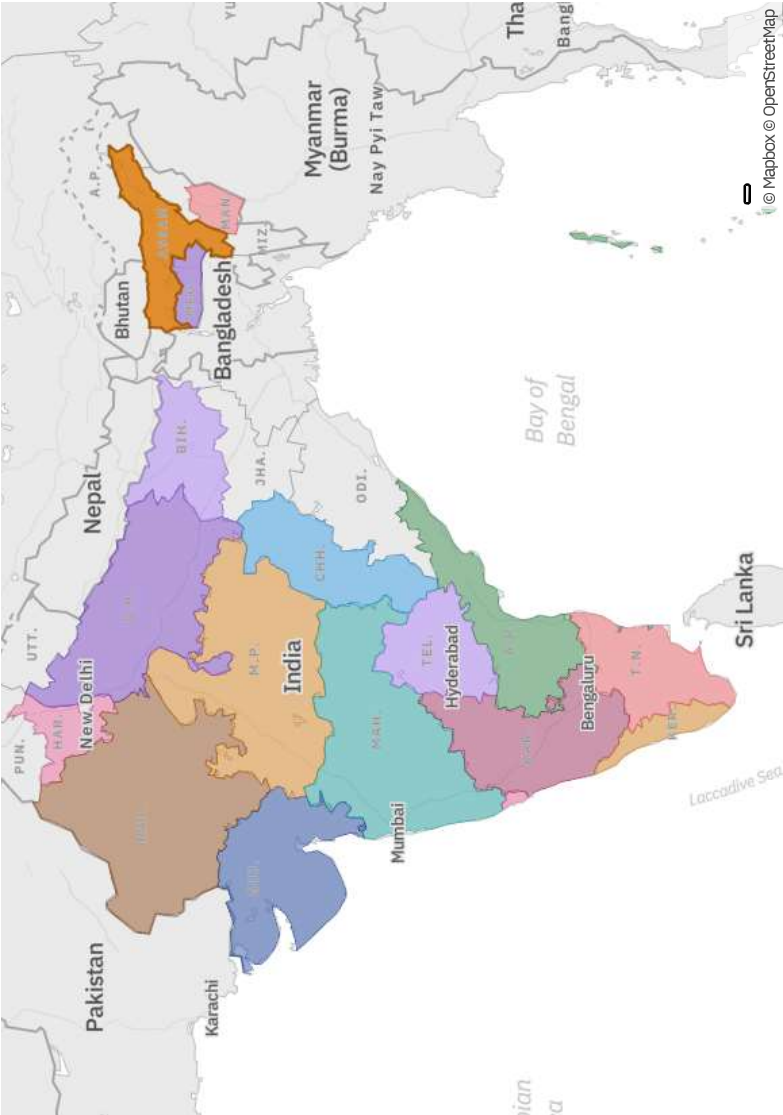 PUN.
UTT.
HAR.
New Delhi
Nepal
Pakistan
A.P.
Bhutan
U.P.
RAJ.
ASSAM
BIH.
MEG.
Karachi
Bangladesh
MAN.
YU
GUJ.
M.P.
JHA.
MIZ.
India
Myanmar
(Burma)
CHH.
ODI.
Nay Pyi Taw
MAH.
Mumbai
TEL.
Hyderabad
A.P.
KAR.
Tha
Bay of
Bengal
Bang
Bengaluru
T.N.
KER.
Laccadive Sea
Sri Lanka
© Mapbox © OpenStreetMap